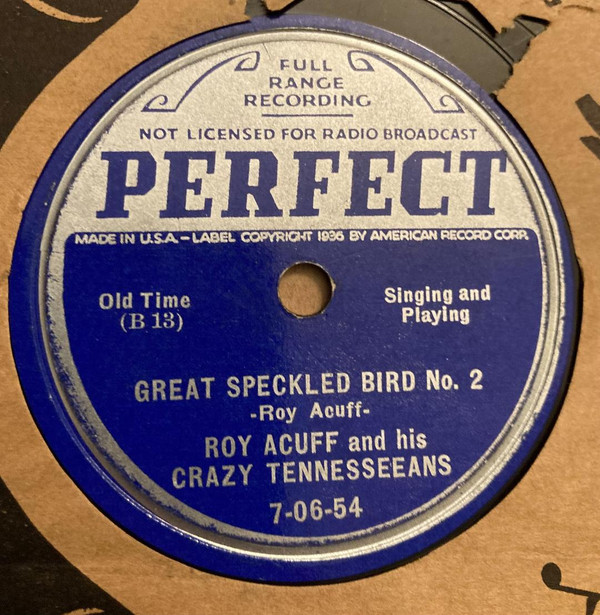 FULL
RANGE
RECORDING
NOT LICENSED FOR RADIO BROADCAST
PERFECT
MADE IN U.S.A.-LABEL COPYRIGHT 1936 BY AMERICAN RECORD CORP.
Old Time
(B 13)
Singing and
Playing
GREAT SPECKLED BIRD No. 2
-Roy Acuff-
ROY ACUFF and his
CRAZY TENNESSEEANS
7-06-54